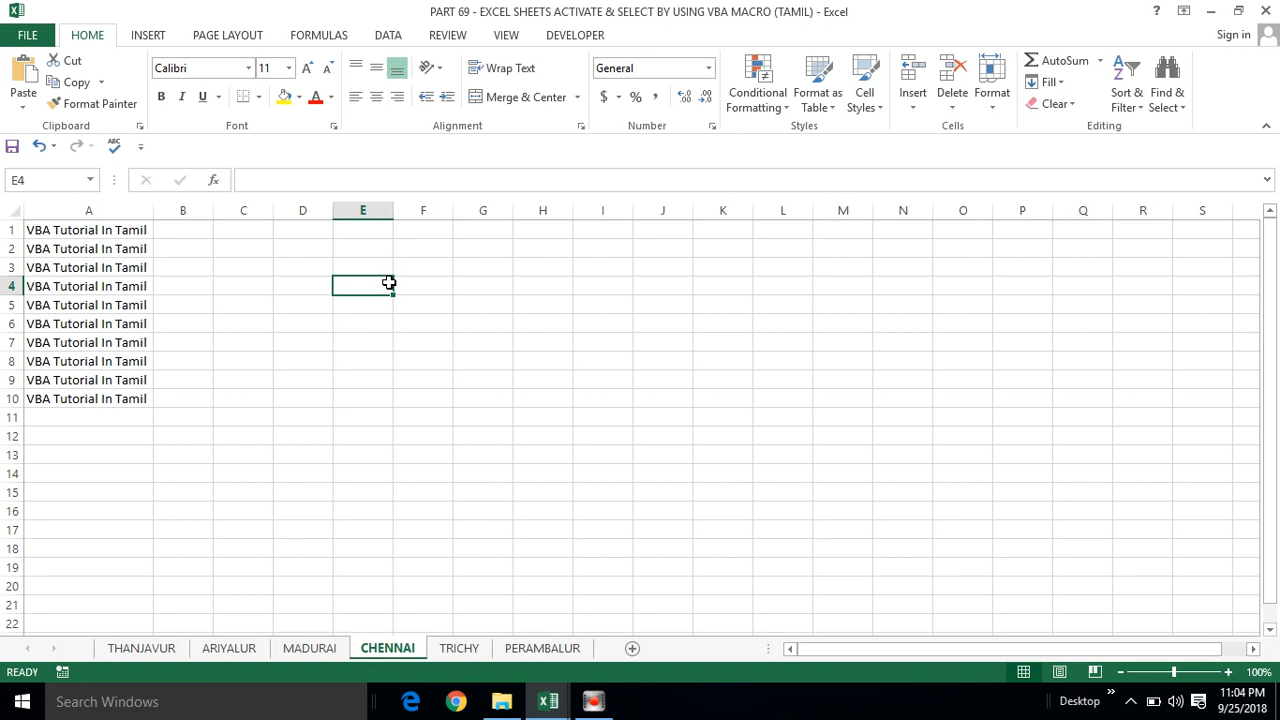 PART 69 - EXCEL SHEETS ACTIVATE & SELECT BY USING VBA MACRO (TAMIL) - Excel
?
FILE HOME INSERT PAGE LAYOUT FORMULAS DATA REVIEW VIEW DEVELOPER Sign in
Paste
Cut
Copy
Format Painter
Clipboard
Calibri 11
B I U A
Font
Wrap Text
Merge & Center
Alignment
General
$ % ,
Number
Conditional Formatting
Format as Table
Cell Styles
Styles
Insert Delete Format
Cells
AutoSum
Fill
Clear
Sort & Filter
Find & Select
Editing
E4 fx
A B C D E F G H I J K L M N O P Q R S
1 VBA Tutorial In Tamil
2 VBA Tutorial In Tamil
3 VBA Tutorial In Tamil
4 VBA Tutorial In Tamil
5 VBA Tutorial In Tamil
6 VBA Tutorial In Tamil
7 VBA Tutorial In Tamil
8 VBA Tutorial In Tamil
9 VBA Tutorial In Tamil
10 VBA Tutorial In Tamil
11
12
13
14
15
16
17
18
19
20
21
22
THANJAVUR ARIYALUR MADURAI CHENNAI TRICHY PERAMBALUR
READY 100%
Search Windows Desktop 11:04 PM
9/25/2018